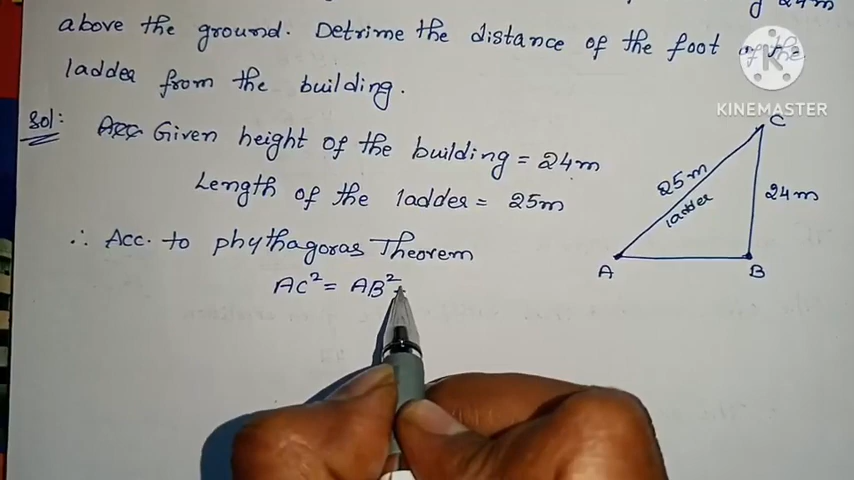 24m
above the ground. Detrime the distance of the foot of the
ladder from the building.
KINEMASTER
Sol: Given height of the building = 24m
Length of the ladder = 25m
∴ Acc. to phythagoras Theorem
AC² = AB²
C
25m
ladder
24m
A
B